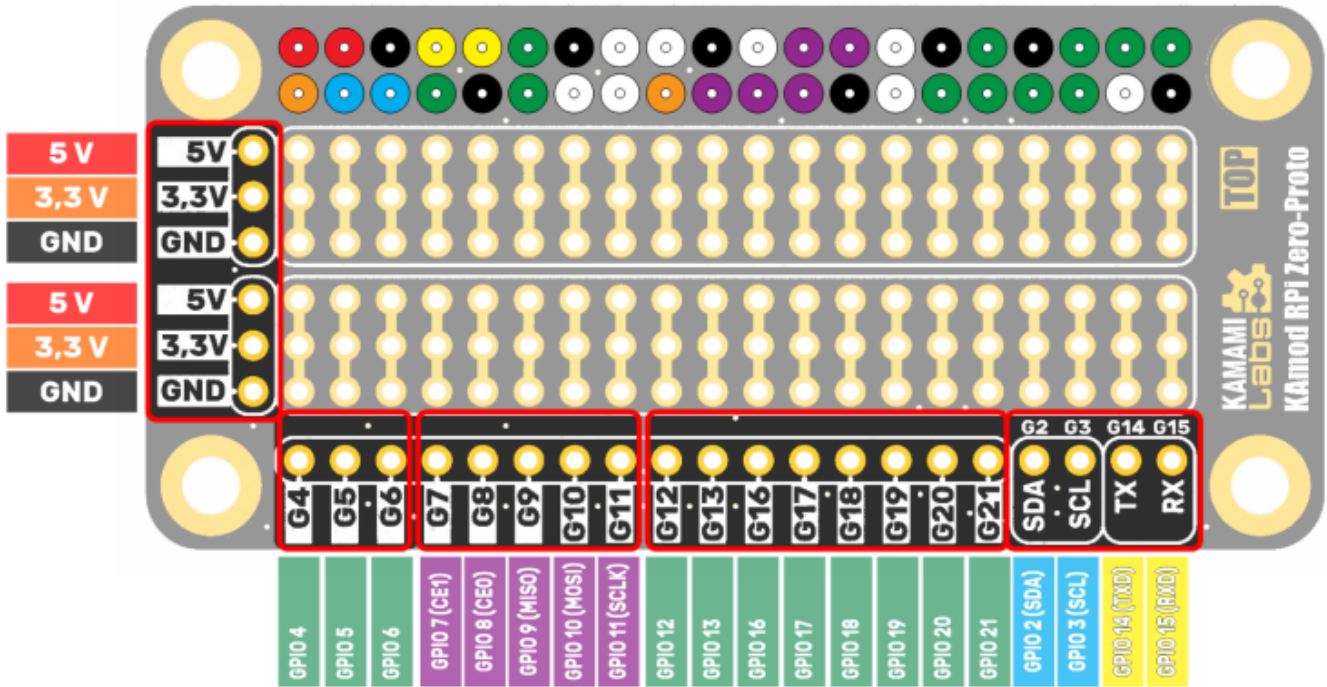 5 V
5V
3,3 V
3,3V
GND
GND
5 V
5V
3,3 V
3,3V
GND
GND
TOP
KAMAMI
Labs
KAmod RPi Zero-Proto
G2 G3 G14 G15
G4 G5 G6 G7 G8 G9 G10 G11 G12 G13 G16 G17 G18 G19 G20 G21 SDA SCL TX RX
GPIO 4
GPIO 5
GPIO 6
GPIO 7 (CE1)
GPIO 8 (CE0)
GPIO 9 (MISO)
GPIO 10 (MOSI)
GPIO 11 (SCLK)
GPIO 12
GPIO 13
GPIO 16
GPIO 17
GPIO 18
GPIO 19
GPIO 20
GPIO 21
GPIO 2 (SDA)
GPIO 3 (SCL)
GPIO 14 (TXD)
GPIO 15 (RXD)